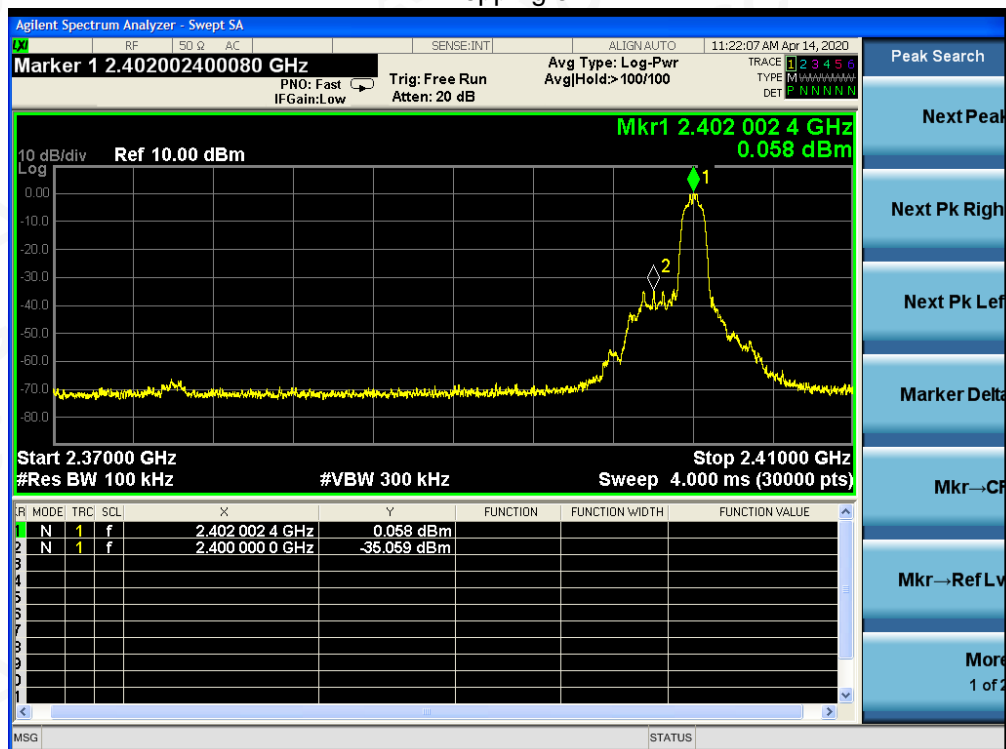 Agilent Spectrum Analyzer - Swept SA
LXI RF 50 Ω AC SENSE:INT ALIGN AUTO 11:22:07 AM Apr 14, 2020
Marker 1 2.402002400080 GHz
PNO: Fast
IFGain:Low
Trig: Free Run
Atten: 20 dB
Avg Type: Log-Pwr
Avg|Hold:>100/100
TRACE 1 2 3 4 5 6
TYPE M
DET P N N N N N
Mkr1 2.402 002 4 GHz
0.058 dBm
10 dB/div Ref 10.00 dBm
Log
1
0.00
-10.0
-20.0
2
-30.0
-40.0
-50.0
-60.0
-70.0
-80.0
Start 2.37000 GHz Stop 2.41000 GHz
#Res BW 100 kHz #VBW 300 kHz Sweep 4.000 ms (30000 pts)
MODE TRC SCL X Y FUNCTION FUNCTION WIDTH FUNCTION VALUE
1 N 1 f 2.402 002 4 GHz 0.058 dBm
2 N 1 f 2.400 000 0 GHz -35.059 dBm
3
4
5
6
7
8
9
MSG STATUS
Peak Search
Next Peak
Next Pk Righ
Next Pk Lef
Marker Delta
Mkr→CF
Mkr→Ref Lv
More
1 of 2